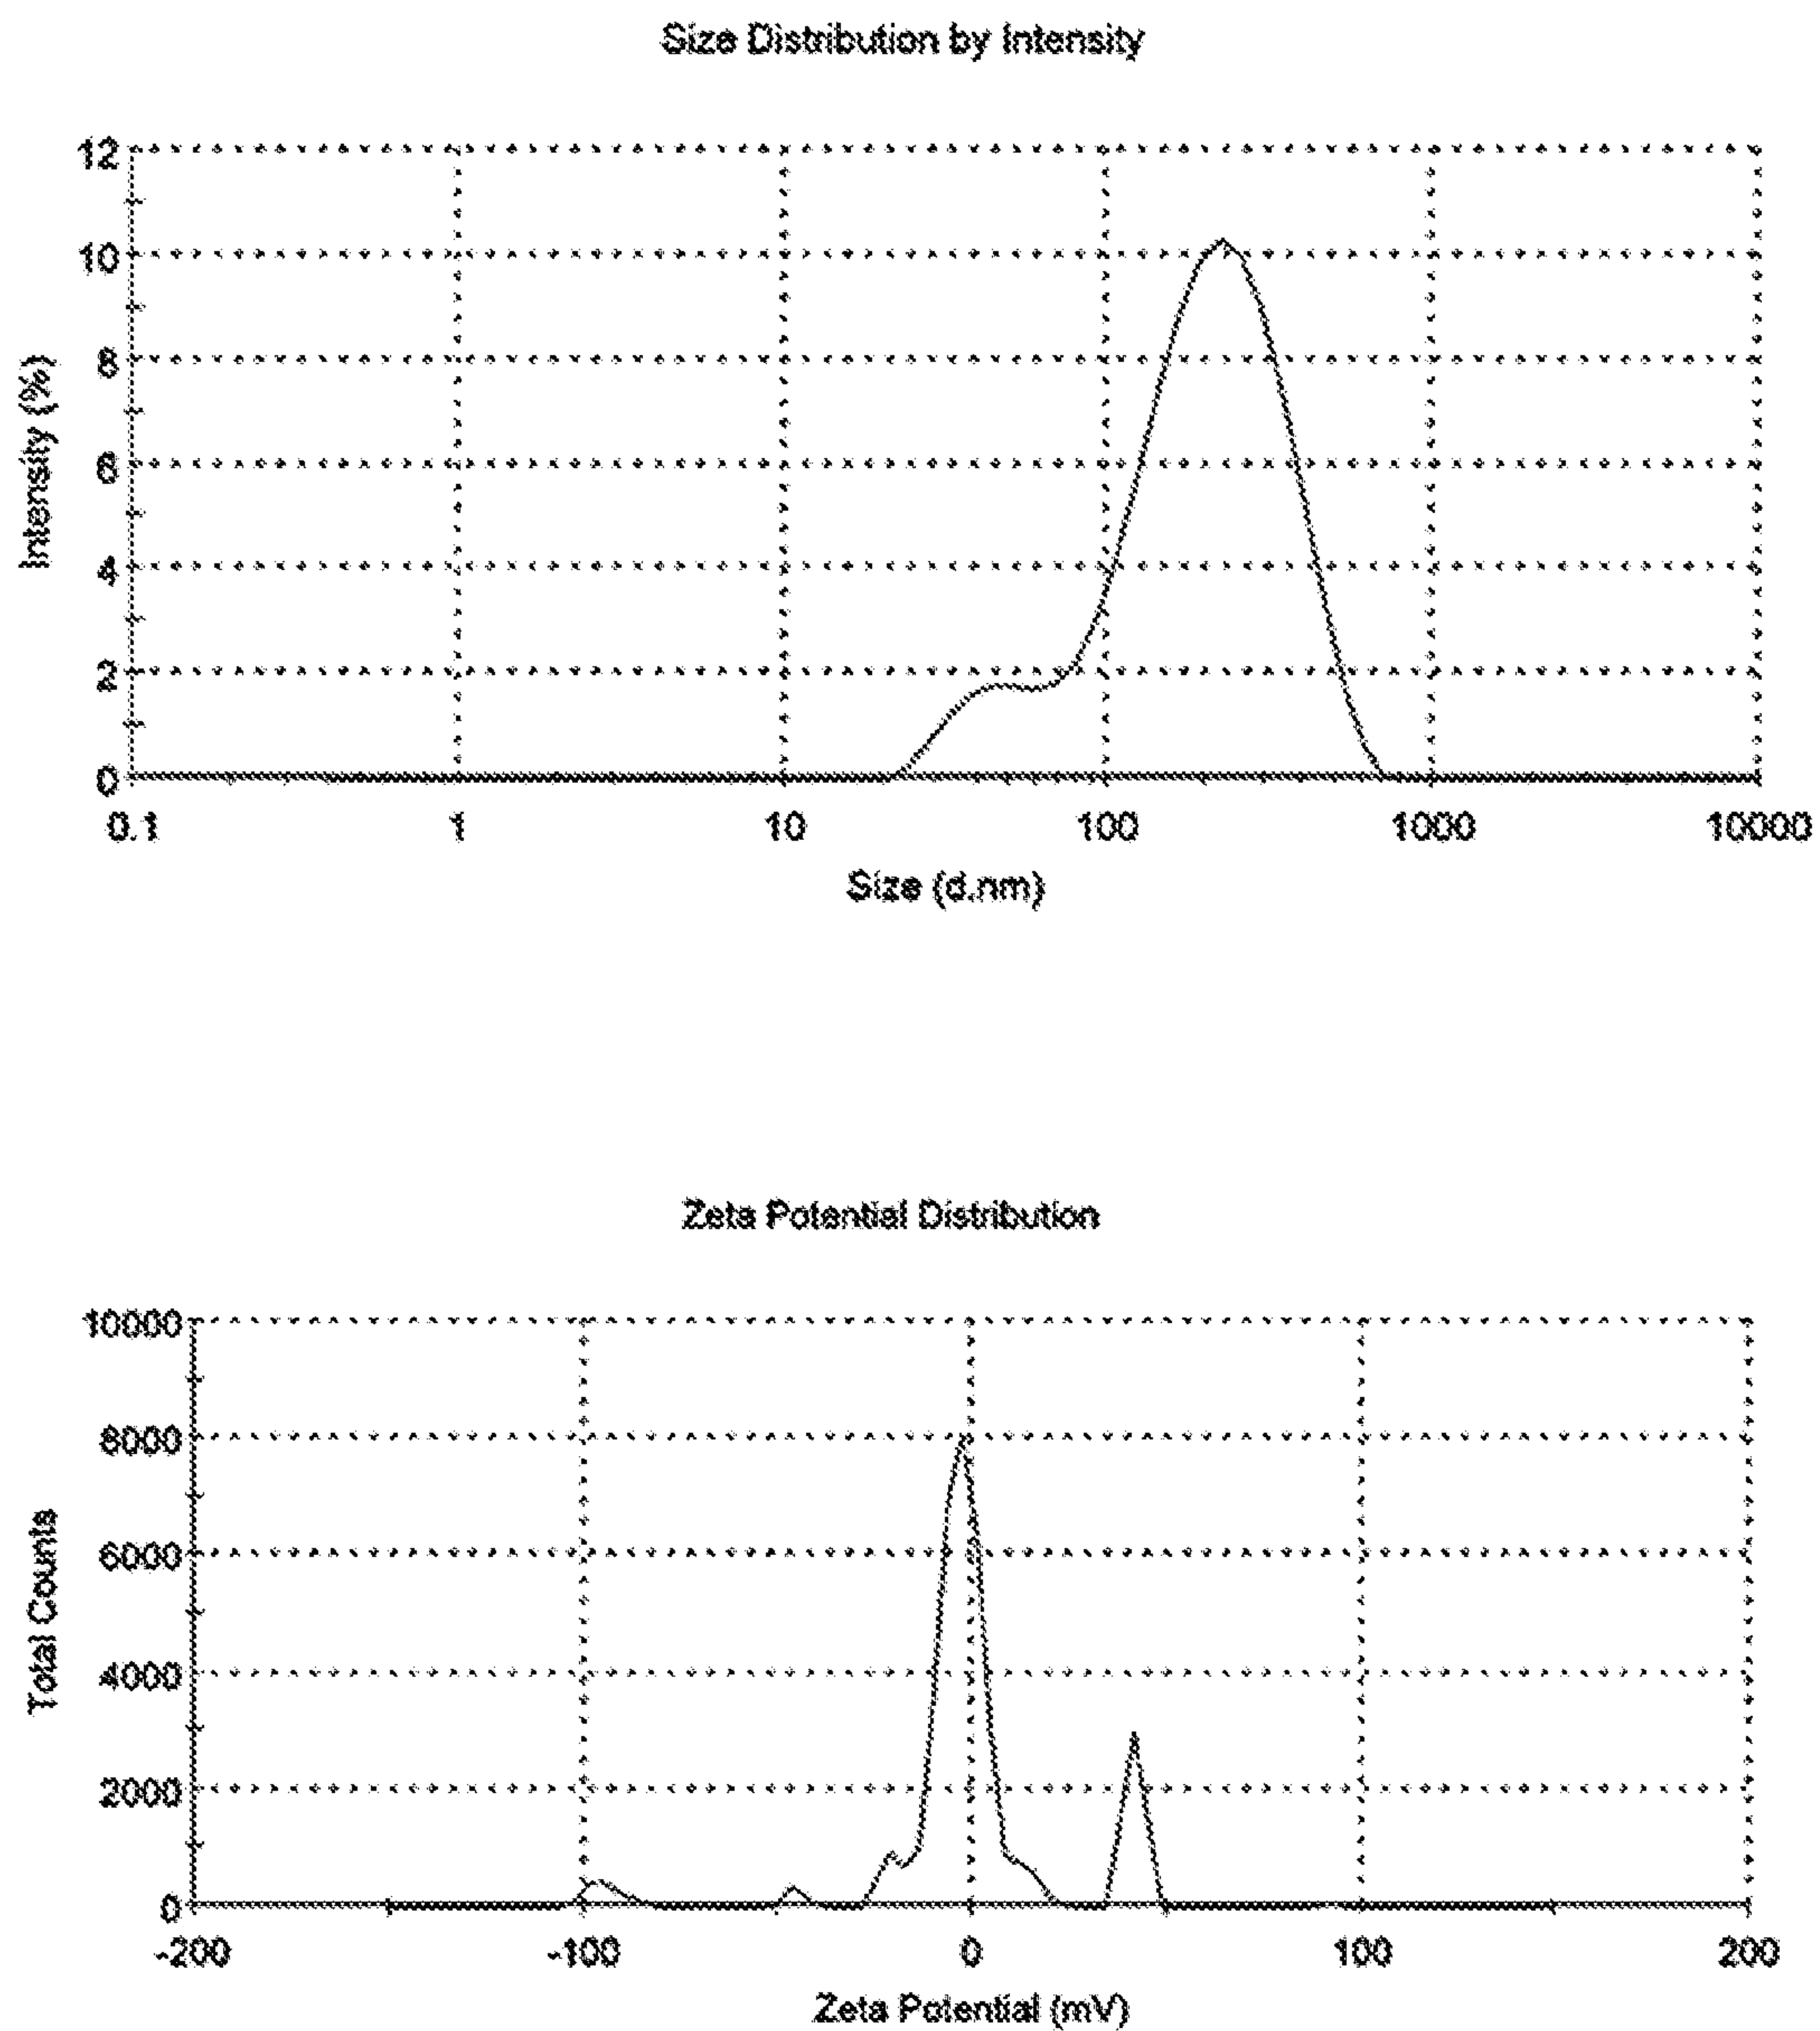 Size Distribution by Intensity
12
10
8
6
4
2
0
Intensity (%)
0.1 1 10 100 1000 10000
Size (d.nm)
Zeta Potential Distribution
10000
8000
6000
4000
2000
0
Total Counts
-200 -100 0 100 200
Zeta Potential (mV)